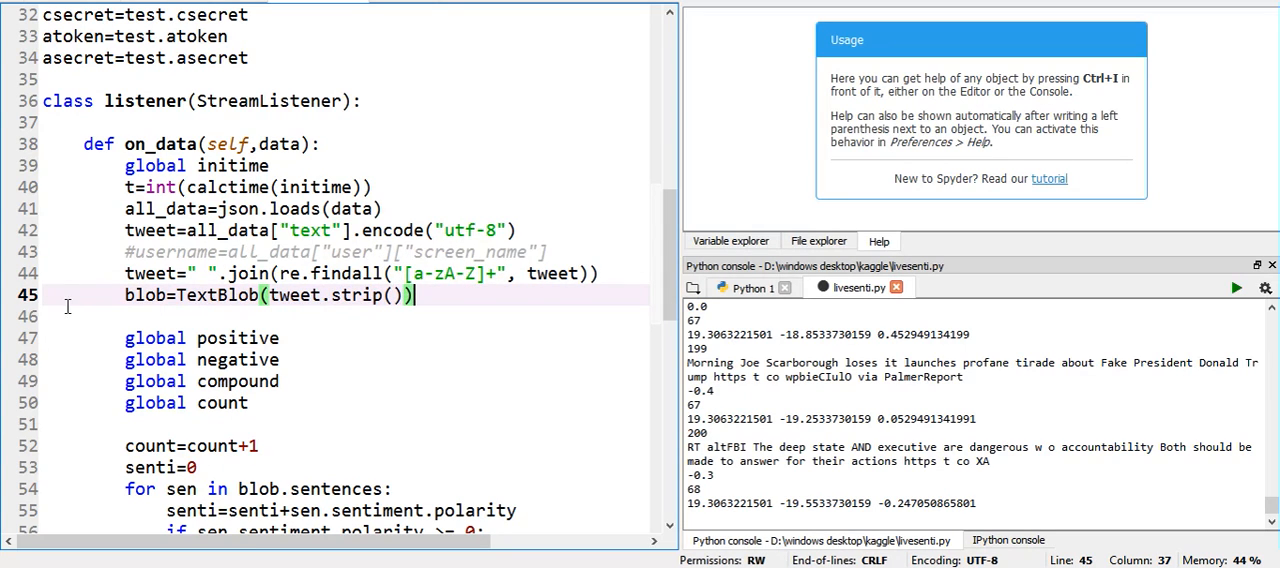 32 csecret=test.csecret
33 atoken=test.atoken
34 asecret=test.asecret
35
36 class listener(StreamListener):
37
38     def on_data(self,data):
39         global initime
40         t=int(calctime(initime))
41         all_data=json.loads(data)
42         tweet=all_data["text"].encode("utf-8")
43         #username=all_data["user"]["screen_name"]
44         tweet=" ".join(re.findall("[a-zA-Z]+", tweet))
45         blob=TextBlob(tweet.strip())
46
47         global positive
48         global negative
49         global compound
50         global count
51
52         count=count+1
53         senti=0
54         for sen in blob.sentences:
55             senti=senti+sen.sentiment.polarity
56             if sen.sentiment.polarity >= 0:
Usage
Here you can get help of any object by pressing Ctrl+I in
front of it, either on the Editor or the Console.
Help can also be shown automatically after writing a left
parenthesis next to an object. You can activate this
behavior in Preferences > Help.
New to Spyder? Read our tutorial
Variable explorer File explorer Help
Python console - D:\windows desktop\kaggle\livesenti.py
Python 1 livesenti.py
0.0
67
19.3063221501 -18.8533730159 0.452949134199
199
Morning Joe Scarborough loses it launches profane tirade about Fake President Donald Tr
ump https t co wpbieCIulO via PalmerReport
-0.4
67
19.3063221501 -19.2533730159 0.0529491341991
200
RT altFBI The deep state AND executive are dangerous w o accountability Both should be
made to answer for their actions https t co XA
-0.3
68
19.3063221501 -19.5533730159 -0.247050865801
Python console - D:\windows desktop\kaggle\livesenti.py IPython console
Permissions: RW End-of-lines: CRLF Encoding: UTF-8 Line: 45 Column: 37 Memory: 44 %